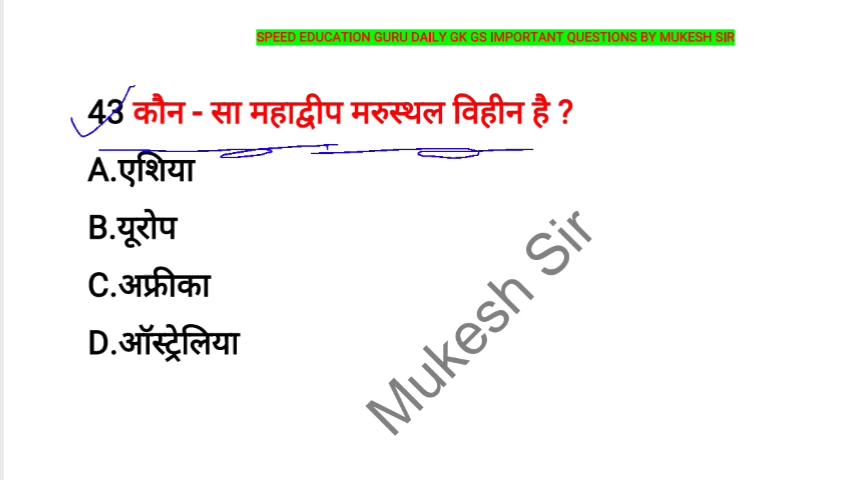 SPEED EDUCATION GURU DAILY GK GS IMPORTANT QUESTIONS BY MUKESH SIR
43 कौन - सा महाद्वीप मरुस्थल विहीन है ?
A.एशिया
B.यूरोप
C.अफ्रीका
D.ऑस्ट्रेलिया
Mukesh Sir